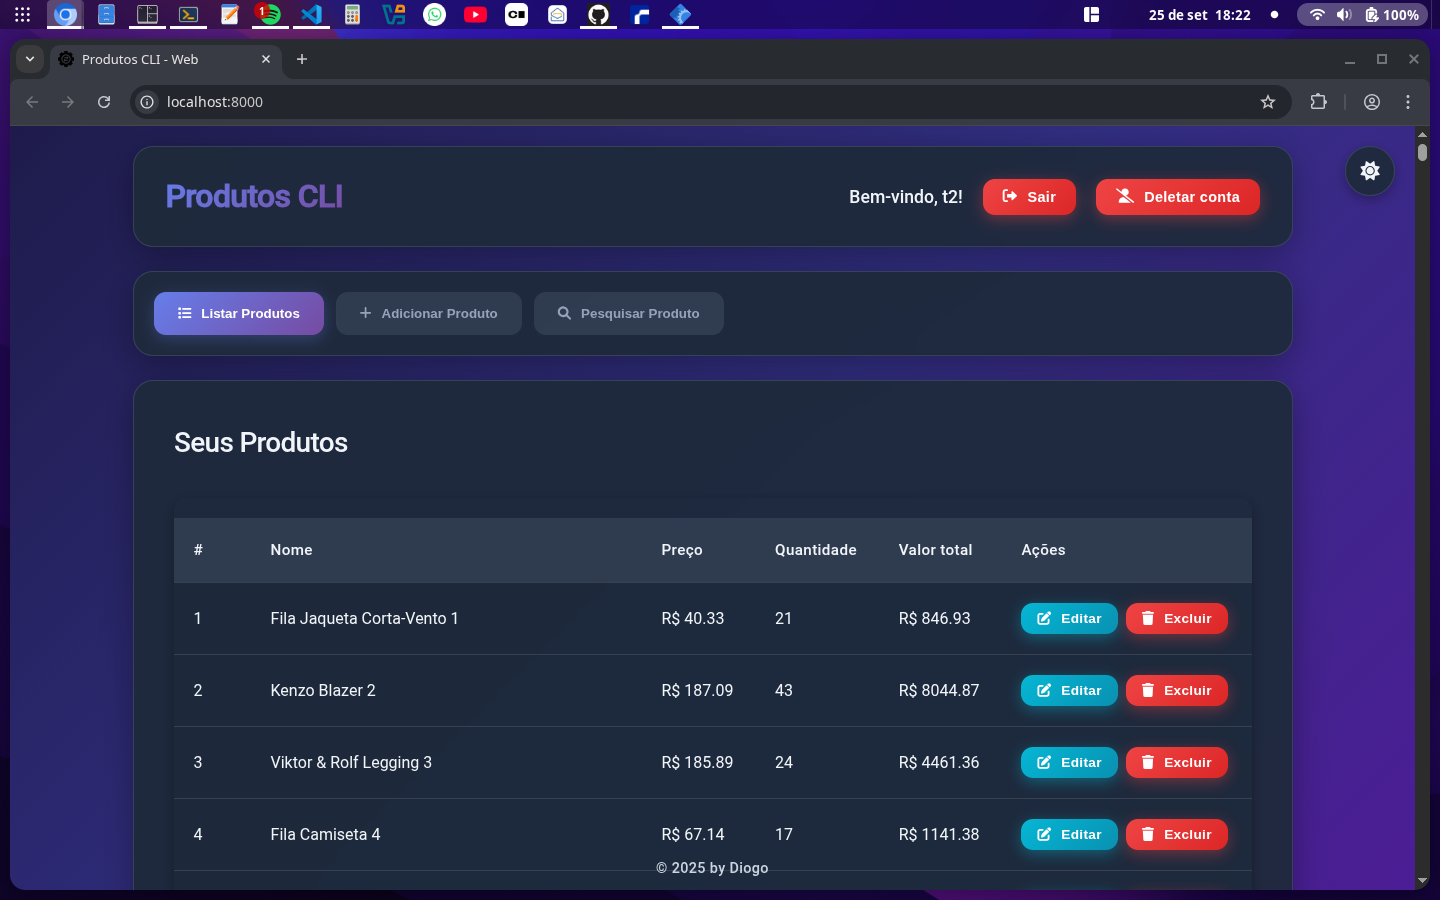 1
25 de set 18:22
100%
Produtos CLI - Web
localhost:8000
Produtos CLI
Bem-vindo, t2!
Sair
Deletar conta
Listar Produtos
Adicionar Produto
Pesquisar Produto
Seus Produtos
# Nome Preço Quantidade Valor total Ações
1 Fila Jaqueta Corta-Vento 1 R$ 40.33 21 R$ 846.93 Editar Excluir
2 Kenzo Blazer 2 R$ 187.09 43 R$ 8044.87 Editar Excluir
3 Viktor & Rolf Legging 3 R$ 185.89 24 R$ 4461.36 Editar Excluir
4 Fila Camiseta 4 R$ 67.14 17 R$ 1141.38 Editar Excluir
© 2025 by Diogo